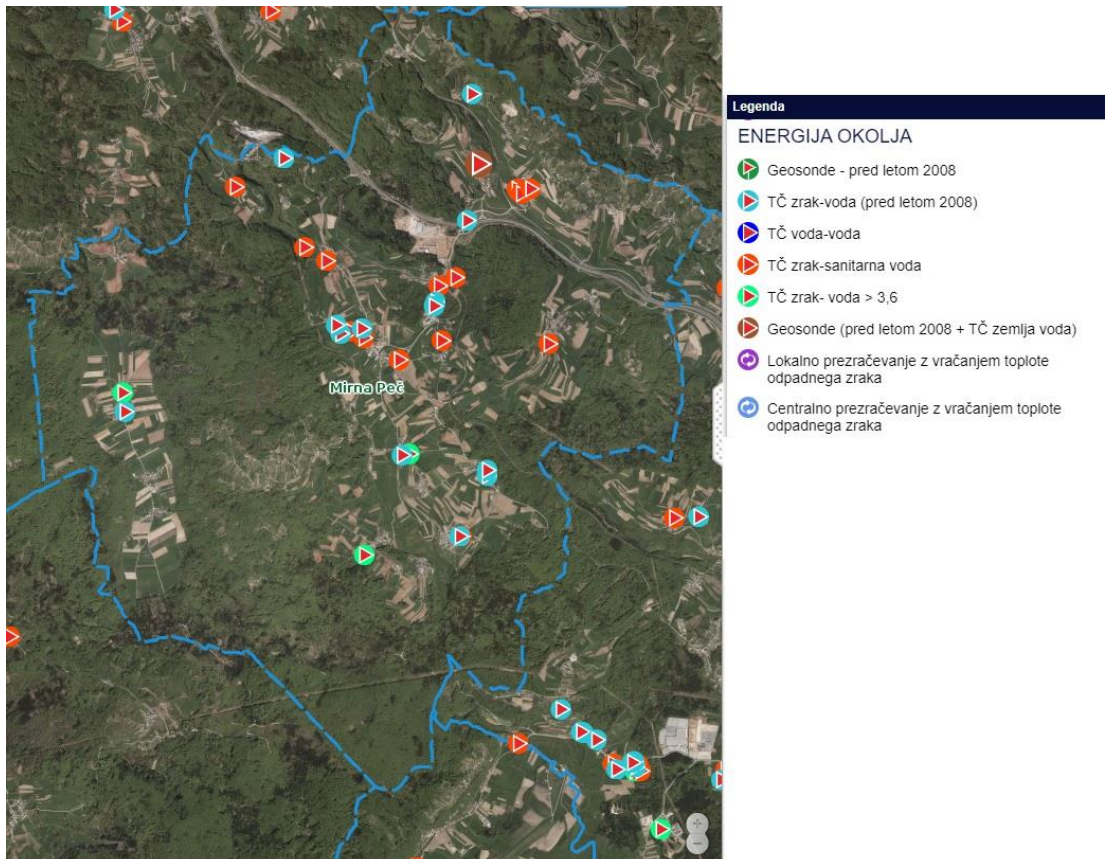 Mirna Peč
Legenda
ENERGIJA OKOLJA
Geosonde - pred letom 2008
TČ zrak-voda (pred letom 2008)
TČ voda-voda
TČ zrak-sanitarna voda
TČ zrak- voda > 3,6
Geosonde (pred letom 2008 + TČ zemlja voda)
Lokalno prezračevanje z vračanjem toplote
odpadnega zraka
Centralno prezračevanje z vračanjem toplote
odpadnega zraka